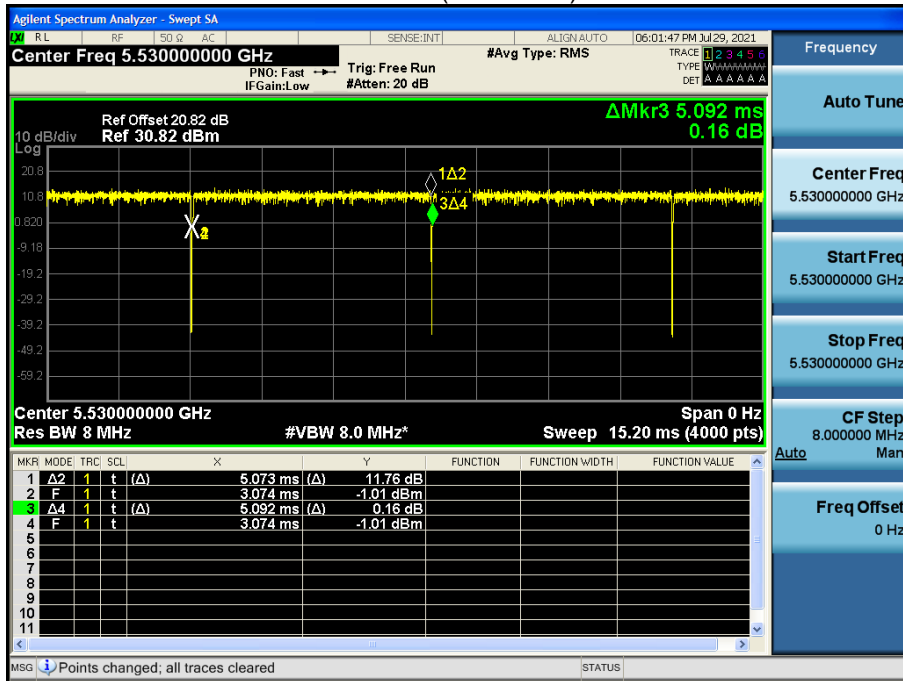 Agilent Spectrum Analyzer - Swept SA
LXI RL RF 50 Ω AC SENSE:INT ALIGN AUTO 06:01:47 PM Jul 29, 2021
Center Freq 5.530000000 GHz #Avg Type: RMS TRACE 1 2 3 4 5 6
PNO: Fast Trig: Free Run TYPE WWWWWW
IFGain:Low #Atten: 20 dB DET A A A A A A
Frequency
Auto Tune
Center Freq
5.530000000 GHz
Start Freq
5.530000000 GHz
Stop Freq
5.530000000 GHz
CF Step
8.000000 MHz
Auto Man
Freq Offset
0 Hz
ΔMkr3 5.092 ms
0.16 dB
Ref Offset 20.82 dB
10 dB/div Ref 30.82 dBm
Log
20.8
10.8
0.820
-9.18
-19.2
-29.2
-39.2
-49.2
-59.2
1Δ2
3Δ4
X
Center 5.530000000 GHz Span 0 Hz
Res BW 8 MHz #VBW 8.0 MHz* Sweep 15.20 ms (4000 pts)
MKR MODE TRC SCL X Y FUNCTION FUNCTION WIDTH FUNCTION VALUE
1 Δ2 1 t (Δ) 5.073 ms (Δ) 11.76 dB
2 F 1 t 3.074 ms -1.01 dBm
3 Δ4 1 t (Δ) 5.092 ms (Δ) 0.16 dB
4 F 1 t 3.074 ms -1.01 dBm
5
6
7
8
9
10
11
MSG Points changed; all traces cleared STATUS